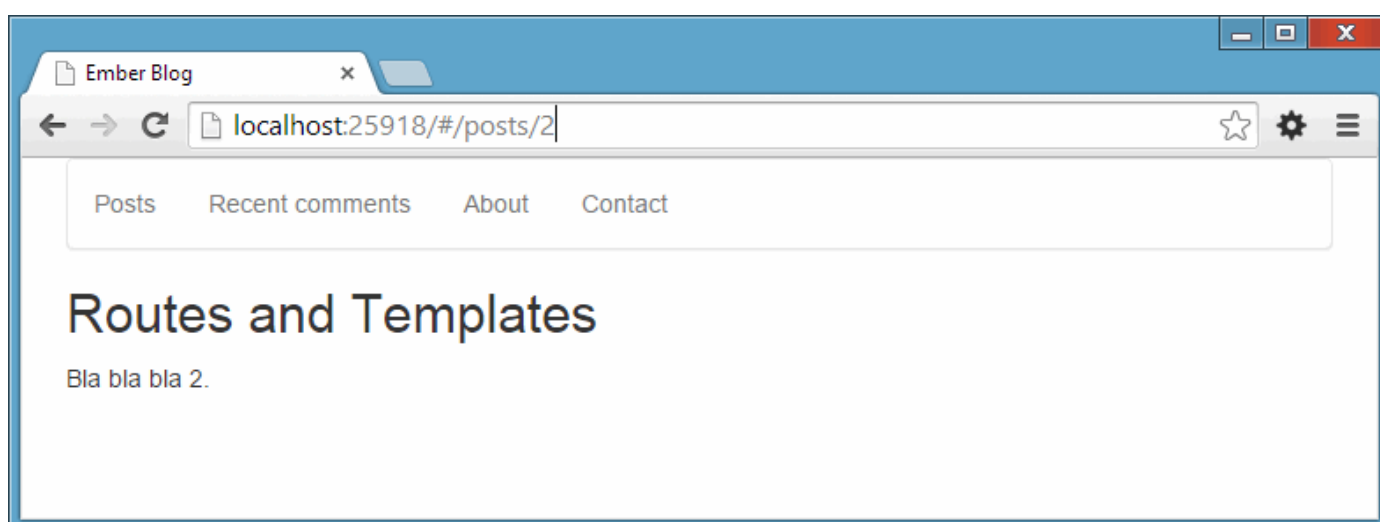 Ember Blog
localhost:25918/#/posts/2
Posts Recent comments About Contact
Routes and Templates
Bla bla bla 2.